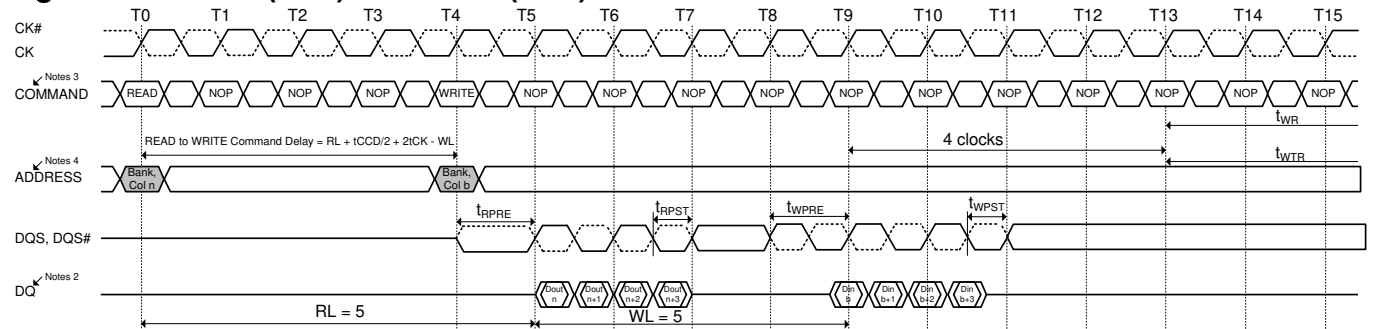 T0 T1 T2 T3 T4 T5 T6 T7 T8 T9 T10 T11 T12 T13 T14 T15
CK#
CK
Notes 3
COMMAND READ NOP NOP NOP WRITE NOP NOP NOP NOP NOP NOP NOP NOP NOP NOP NOP
tWR
READ to WRITE Command Delay = RL + tCCD/2 + 2tCK - WL
4 clocks
tWTR
Notes 4
ADDRESS
Bank, Col n
Bank, Col b
tRPRE tRPST tWPRE tWPST
DQS, DQS#
Notes 2
DQ
Dout n
Dout n+1
Dout n+2
Dout n+3
Din b
Din b+1
Din b+2
Din b+3
RL = 5 WL = 5